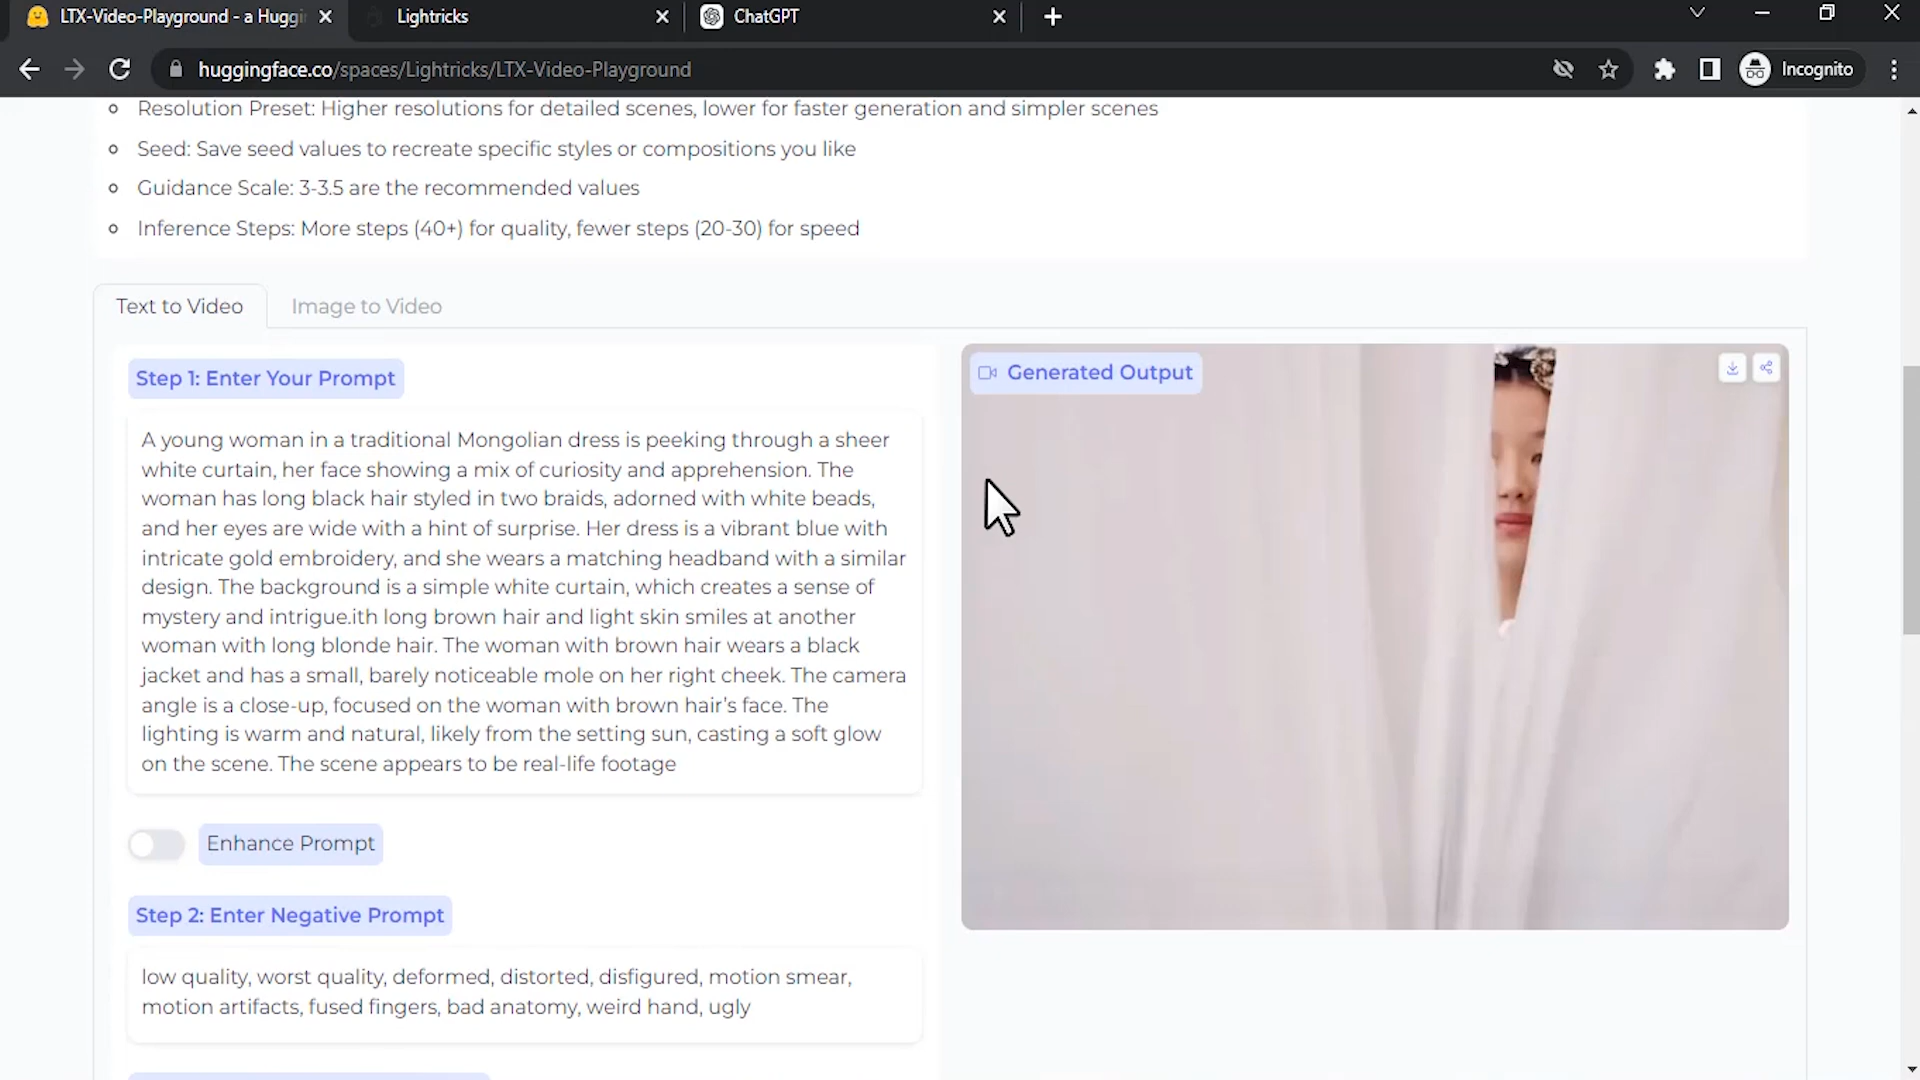 LTX-Video-Playground - a Huggi
Lightricks
ChatGPT
huggingface.co/spaces/Lightricks/LTX-Video-Playground
Incognito
Resolution Preset: Higher resolutions for detailed scenes, lower for faster generation and simpler scenes
Seed: Save seed values to recreate specific styles or compositions you like
Guidance Scale: 3-3.5 are the recommended values
Inference Steps: More steps (40+) for quality, fewer steps (20-30) for speed
Text to Video
Image to Video
Step 1: Enter Your Prompt
A young woman in a traditional Mongolian dress is peeking through a sheer
white curtain, her face showing a mix of curiosity and apprehension. The
woman has long black hair styled in two braids, adorned with white beads,
and her eyes are wide with a hint of surprise. Her dress is a vibrant blue with
intricate gold embroidery, and she wears a matching headband with a similar
design. The background is a simple white curtain, which creates a sense of
mystery and intrigue.ith long brown hair and light skin smiles at another
woman with long blonde hair. The woman with brown hair wears a black
jacket and has a small, barely noticeable mole on her right cheek. The camera
angle is a close-up, focused on the woman with brown hair's face. The
lighting is warm and natural, likely from the setting sun, casting a soft glow
on the scene. The scene appears to be real-life footage
Enhance Prompt
Step 2: Enter Negative Prompt
low quality, worst quality, deformed, distorted, disfigured, motion smear,
motion artifacts, fused fingers, bad anatomy, weird hand, ugly
Generated Output